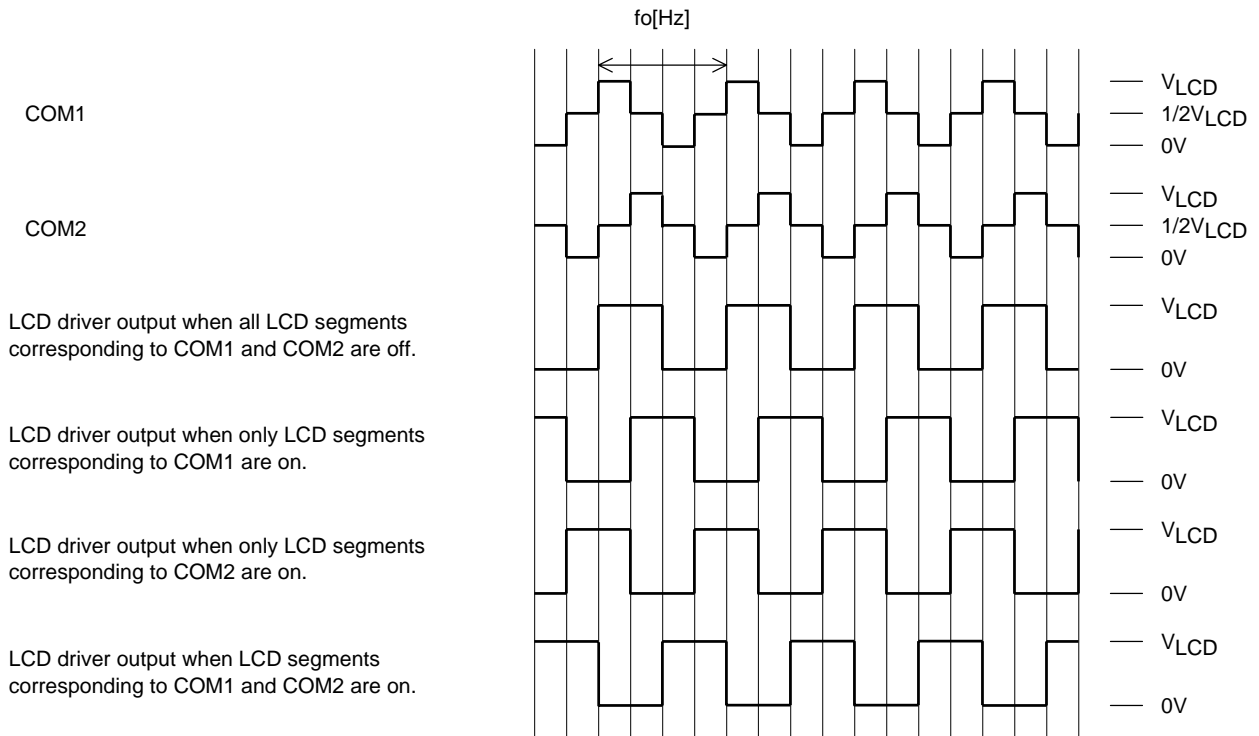 fo[Hz]
COM1
VLCD
1/2VLCD
0V
COM2
VLCD
1/2VLCD
0V
LCD driver output when all LCD segments
corresponding to COM1 and COM2 are off.
VLCD
0V
LCD driver output when only LCD segments
corresponding to COM1 are on.
VLCD
0V
LCD driver output when only LCD segments
corresponding to COM2 are on.
VLCD
0V
LCD driver output when LCD segments
corresponding to COM1 and COM2 are on.
VLCD
0V